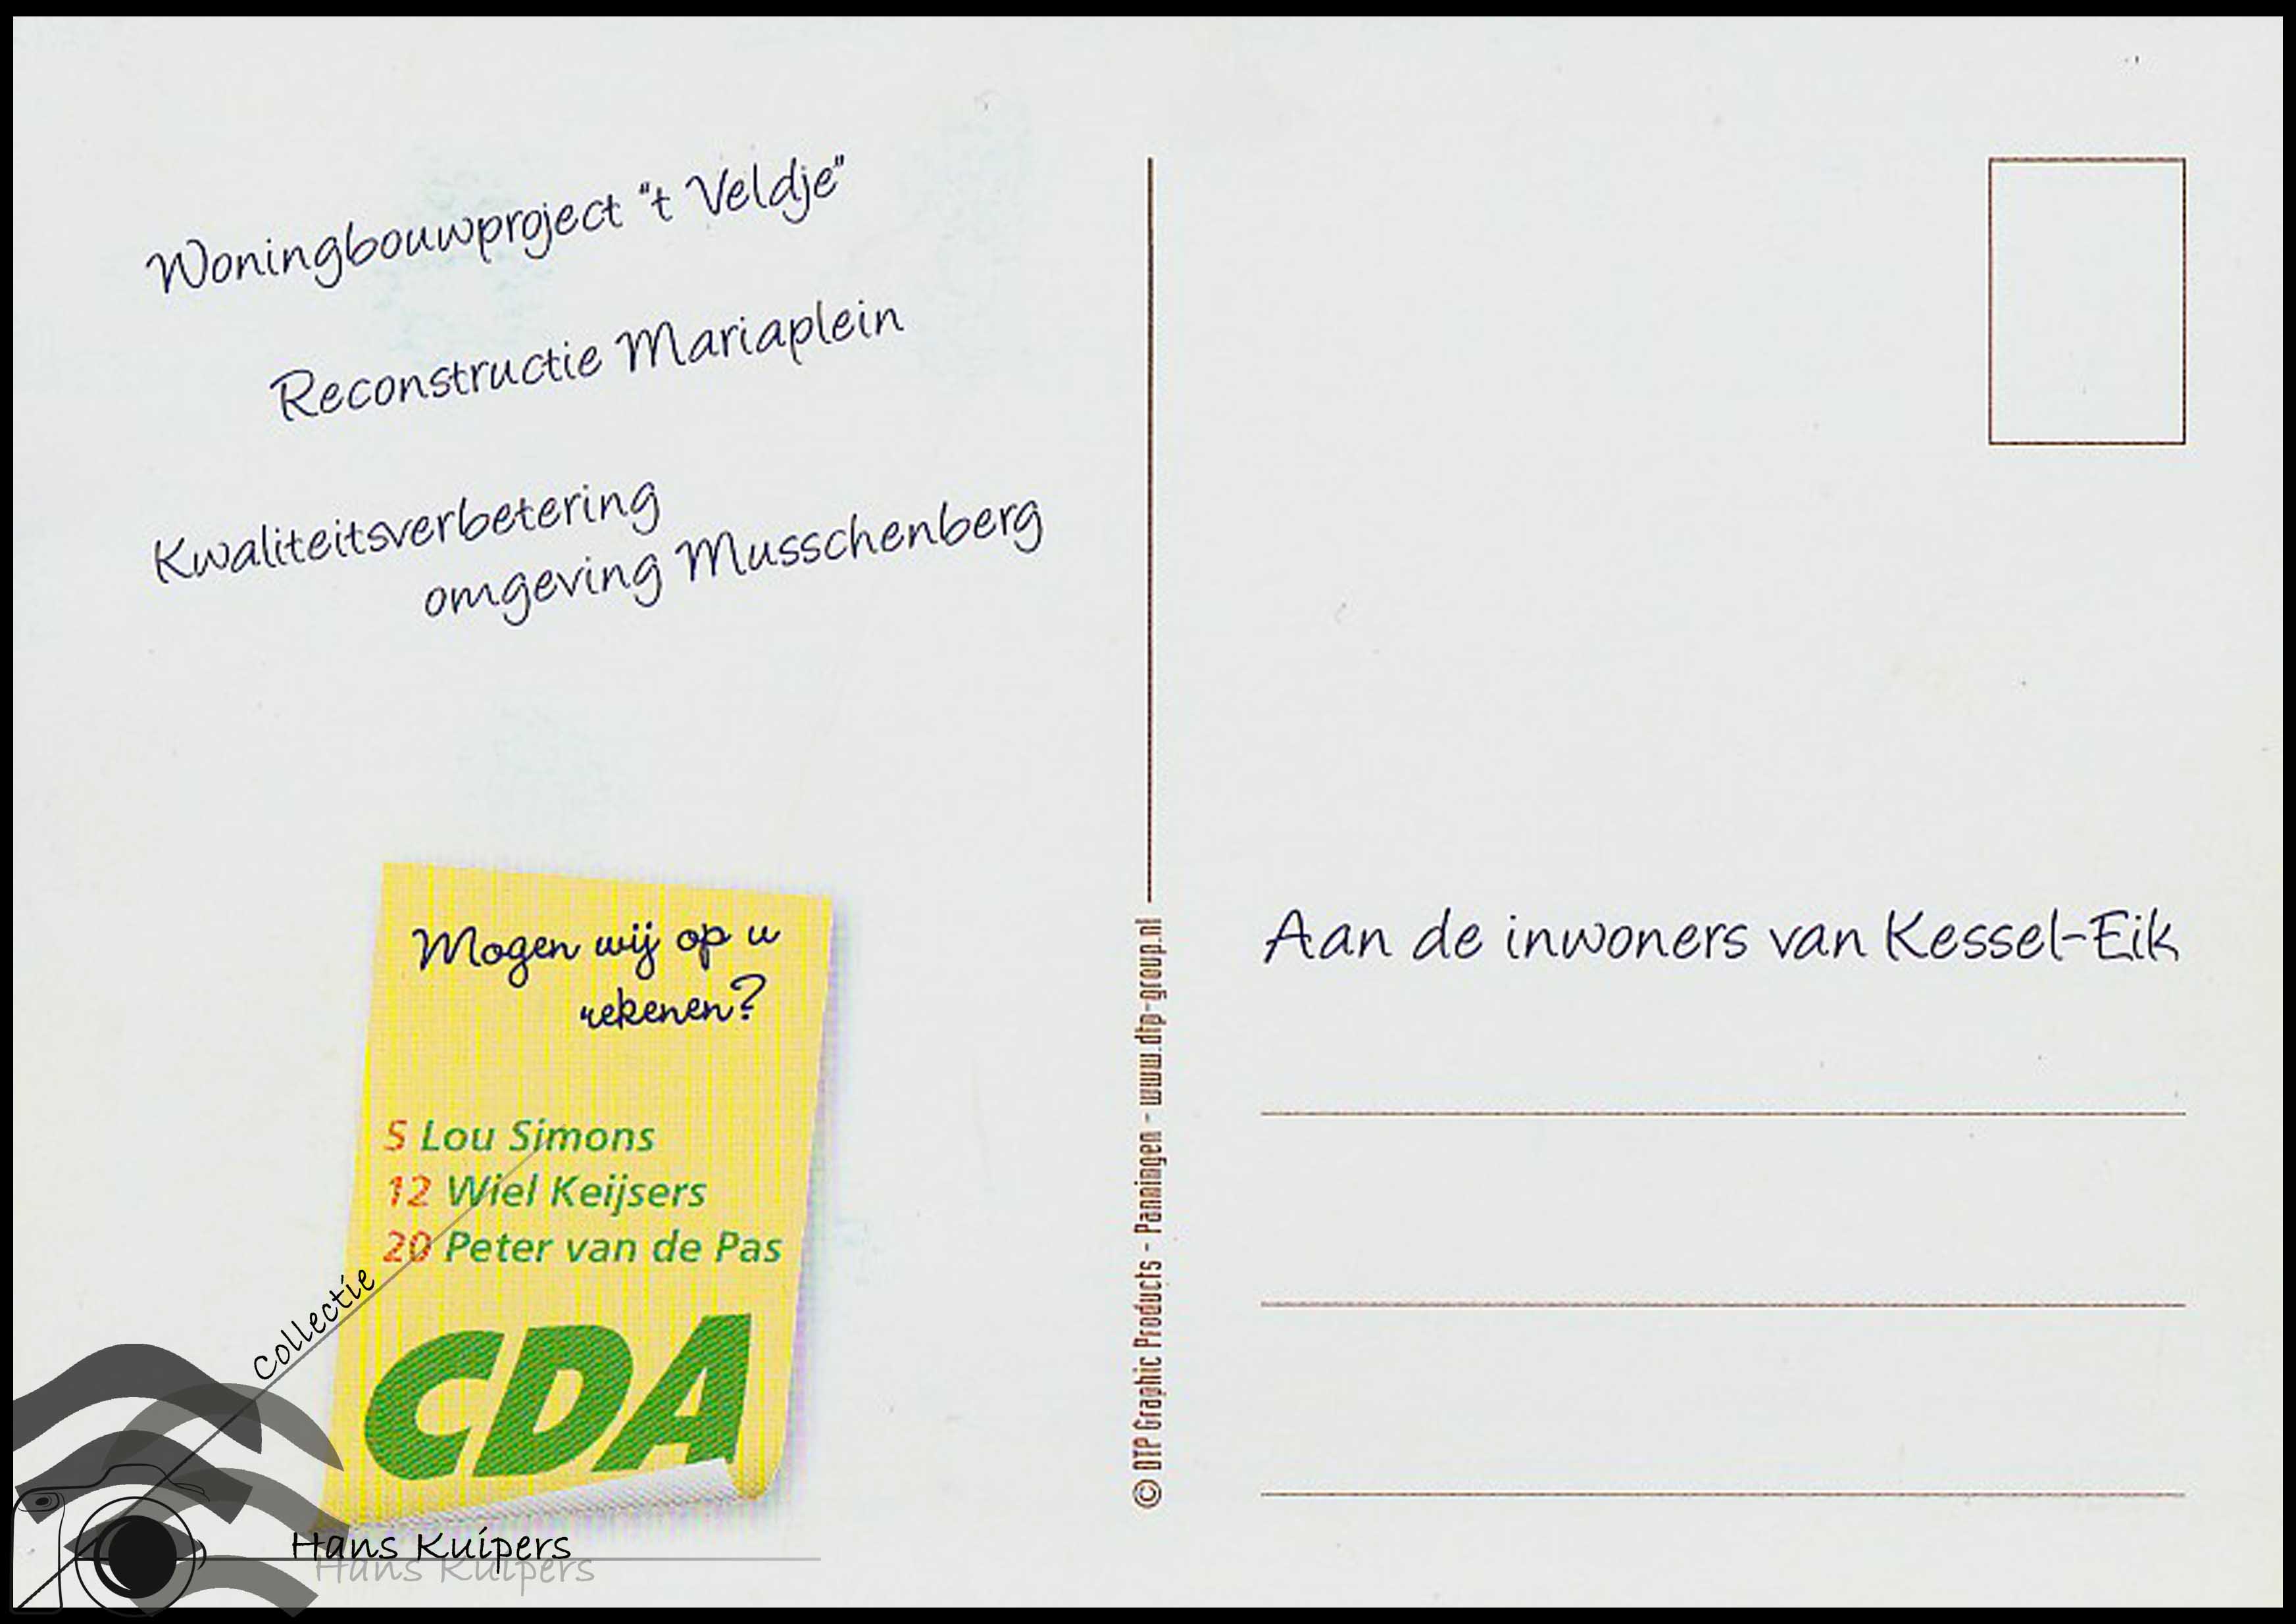 Woningbouwproject "t Veldje"
Reconstructie Mariaplein
Kwaliteitsverbetering
omgeving Musschenberg
Mogen wij op u
rekenen?
5 Lou Simons
12 Wiel Keijsers
20 Peter van de Pas
CDA
Collectie
Hans Kuipers
© DTP Graphic Products - Panningen - www.dtp-group.nl
Aan de inwoners van Kessel-Eik